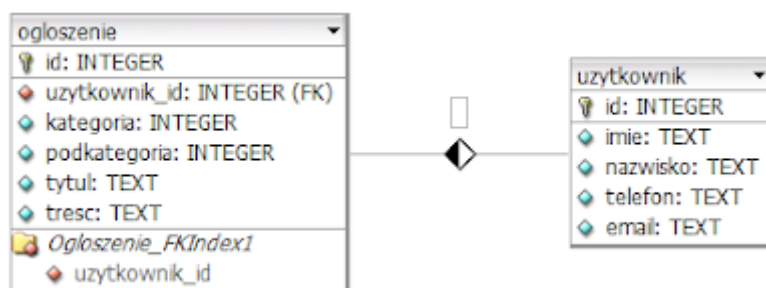 ogloszenie
id: INTEGER
uzytkownik_id: INTEGER (FK)
kategoria: INTEGER
podkategoria: INTEGER
tytul: TEXT
tresc: TEXT
Ogloszenie_FKIndex1
uzytkownik_id
uzytkownik
id: INTEGER
imie: TEXT
nazwisko: TEXT
telefon: TEXT
email: TEXT